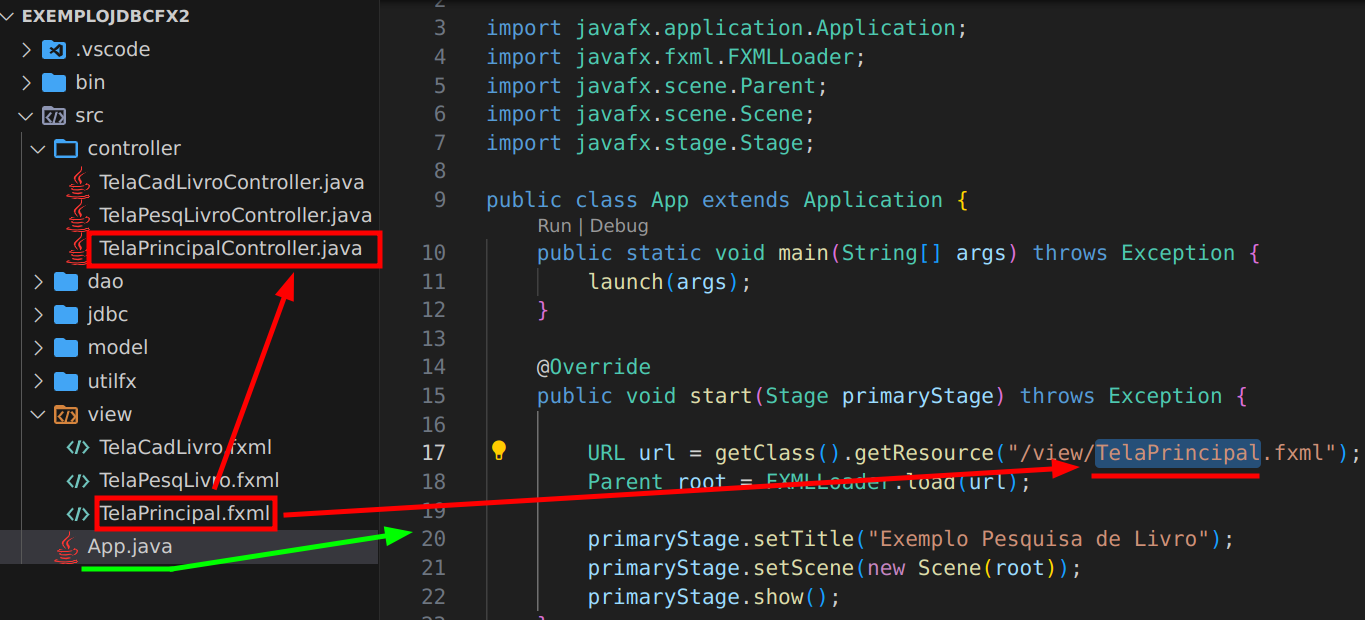 EXEMPLOJDBCFX2
.vscode
bin
src
controller
TelaCadLivroController.java
TelaPesqLivroController.java
TelaPrincipalController.java
dao
jdbc
model
utilfx
view
TelaCadLivro.fxml
TelaPesqLivro.fxml
TelaPrincipal.fxml
App.java
2
3 import javafx.application.Application;
4 import javafx.fxml.FXMLLoader;
5 import javafx.scene.Parent;
6 import javafx.scene.Scene;
7 import javafx.stage.Stage;
8
9 public class App extends Application {
Run | Debug
10 public static void main(String[] args) throws Exception {
11 launch(args);
12 }
13
14 @Override
15 public void start(Stage primaryStage) throws Exception {
16
17 URL url = getClass().getResource("/view/TelaPrincipal.fxml");
18 Parent root = FXMLLoader.load(url);
19
20 primaryStage.setTitle("Exemplo Pesquisa de Livro");
21 primaryStage.setScene(new Scene(root));
22 primaryStage.show();
23 }